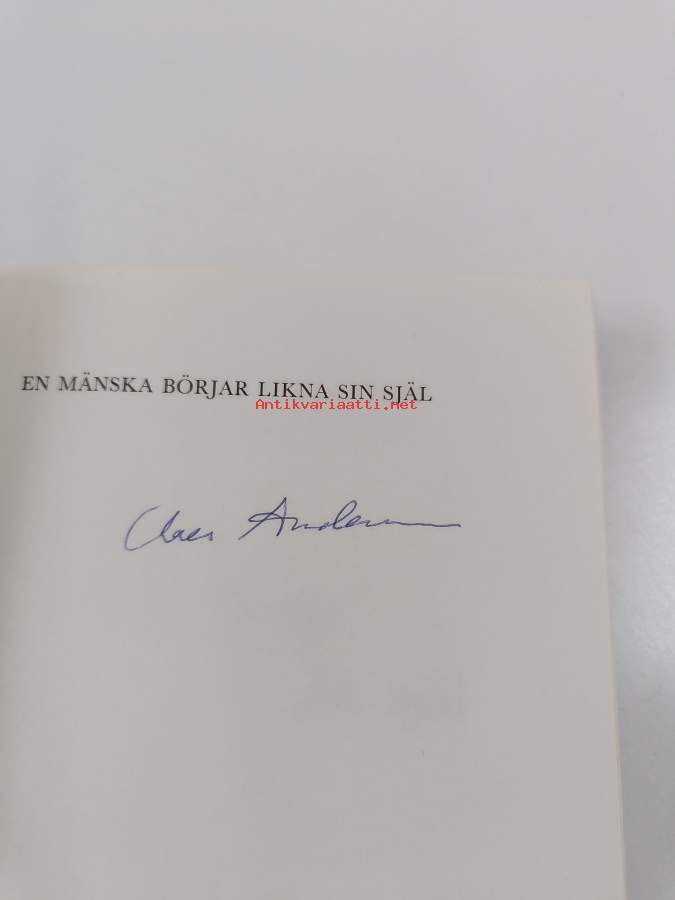 EN MÄNSKA BÖRJAR LIKNA SIN SJÄL
Antikvariaatti.net
Claes Andersson